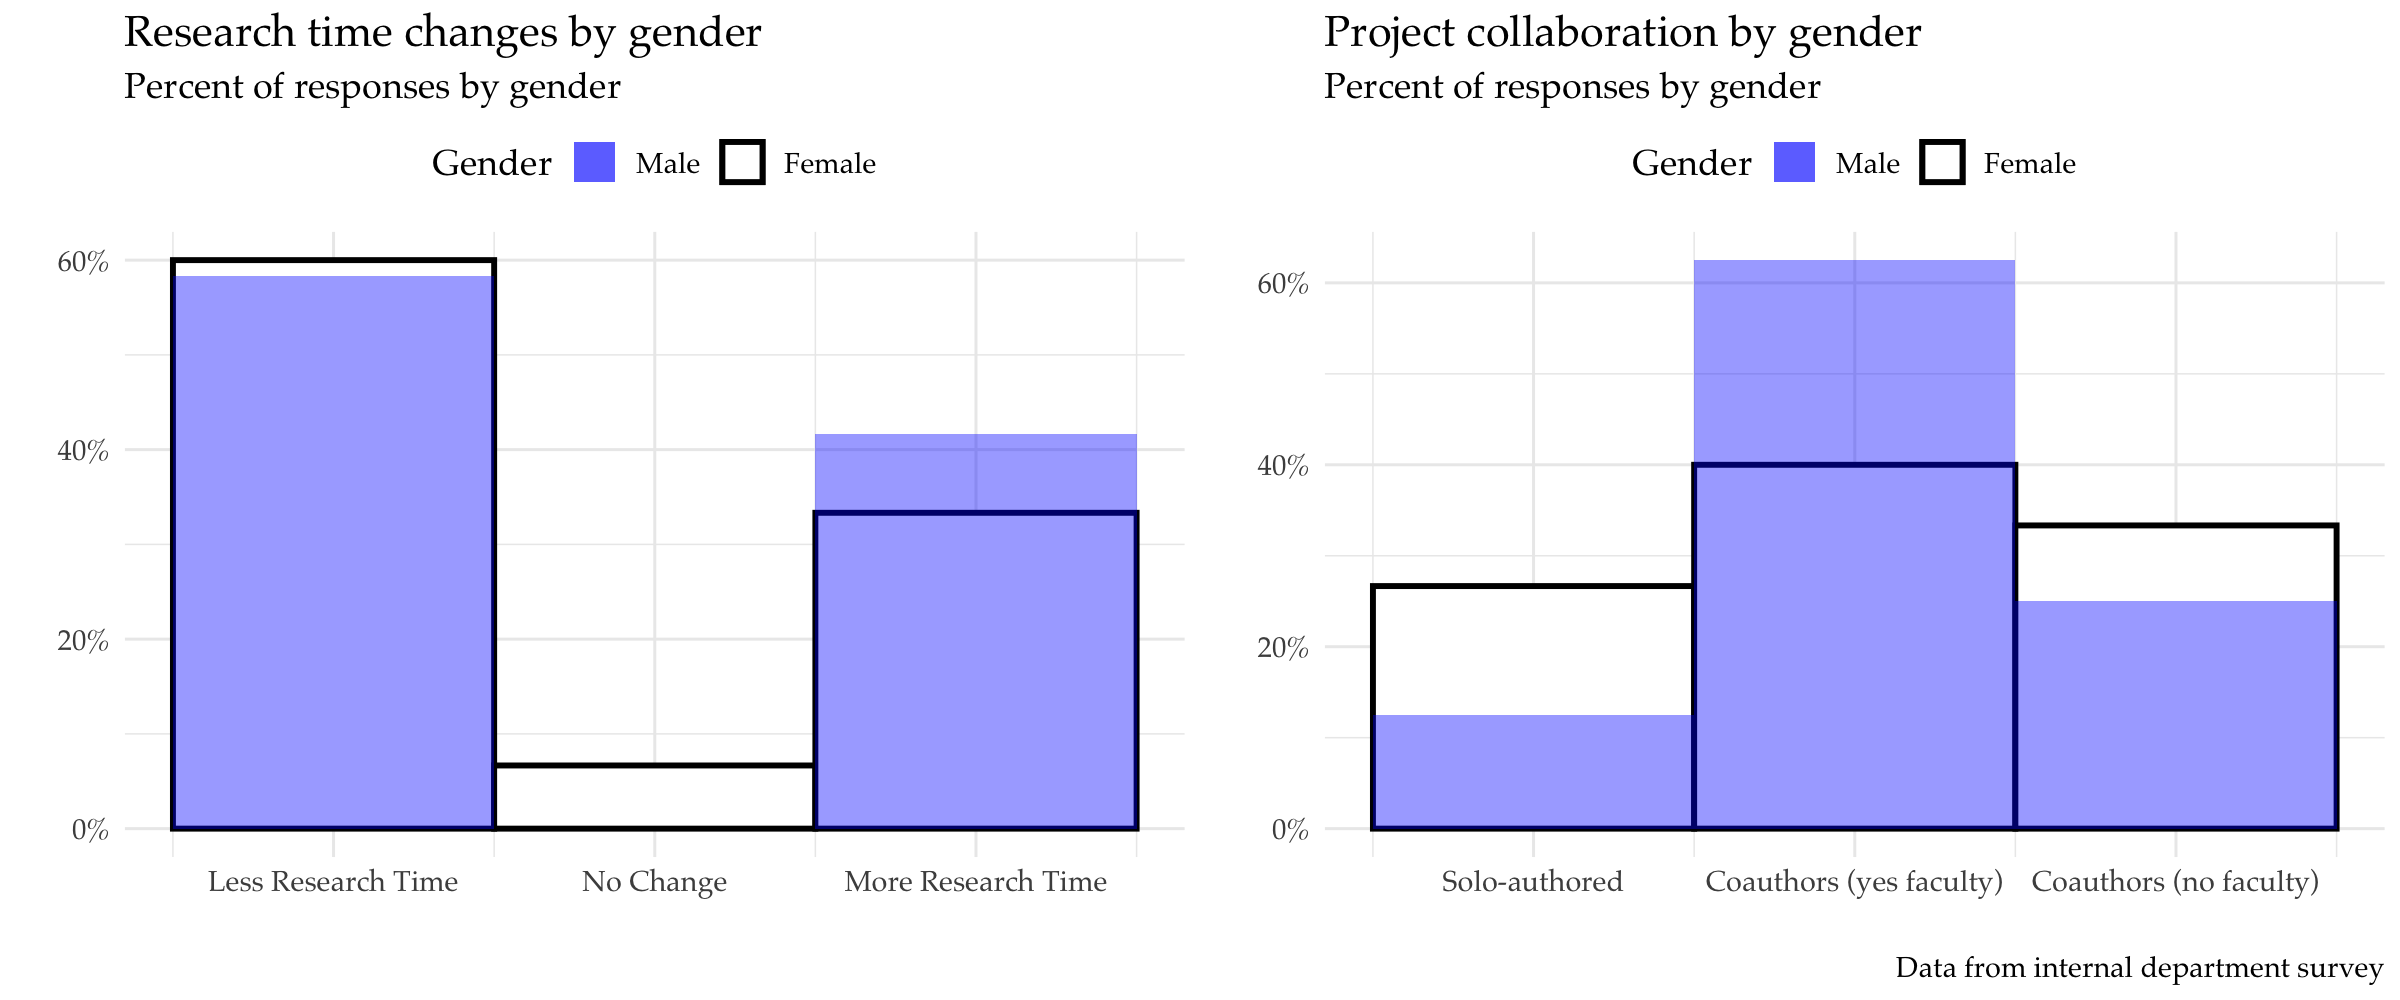 Research time changes by gender
Percent of responses by gender
Gender Male Female
60%
40%
20%
0%
Less Research Time No Change More Research Time
Project collaboration by gender
Percent of responses by gender
Gender Male Female
60%
40%
20%
0%
Solo-authored Coauthors (yes faculty) Coauthors (no faculty)
Data from internal department survey